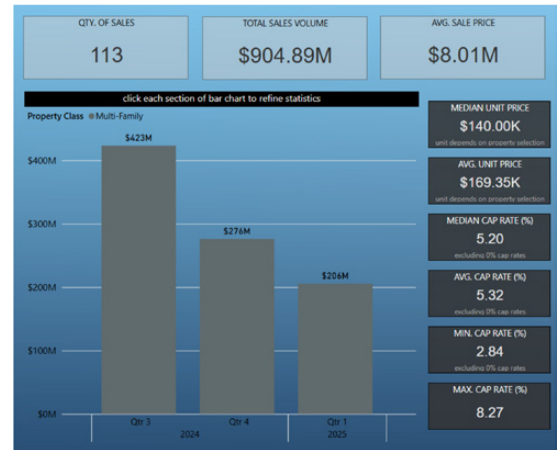 QTY. OF SALES
113
TOTAL SALES VOLUME
$904.89M
AVG. SALE PRICE
$8.01M
click each section of bar chart to refine statistics
Property Class Multi-Family
$423M
$276M
$206M
$400M
$300M
$200M
$100M
$0M
Qtr 3
Qtr 4
Qtr 1
2024
2025
MEDIAN UNIT PRICE
$140.00K
unit depends on property selection
AVG. UNIT PRICE
$169.35K
unit depends on property selection
MEDIAN CAP RATE (%)
5.20
excluding 0% cap rates
AVG. CAP RATE (%)
5.32
excluding 0% cap rates
MIN. CAP RATE (%)
2.84
excluding 0% cap rates
MAX. CAP RATE (%)
8.27